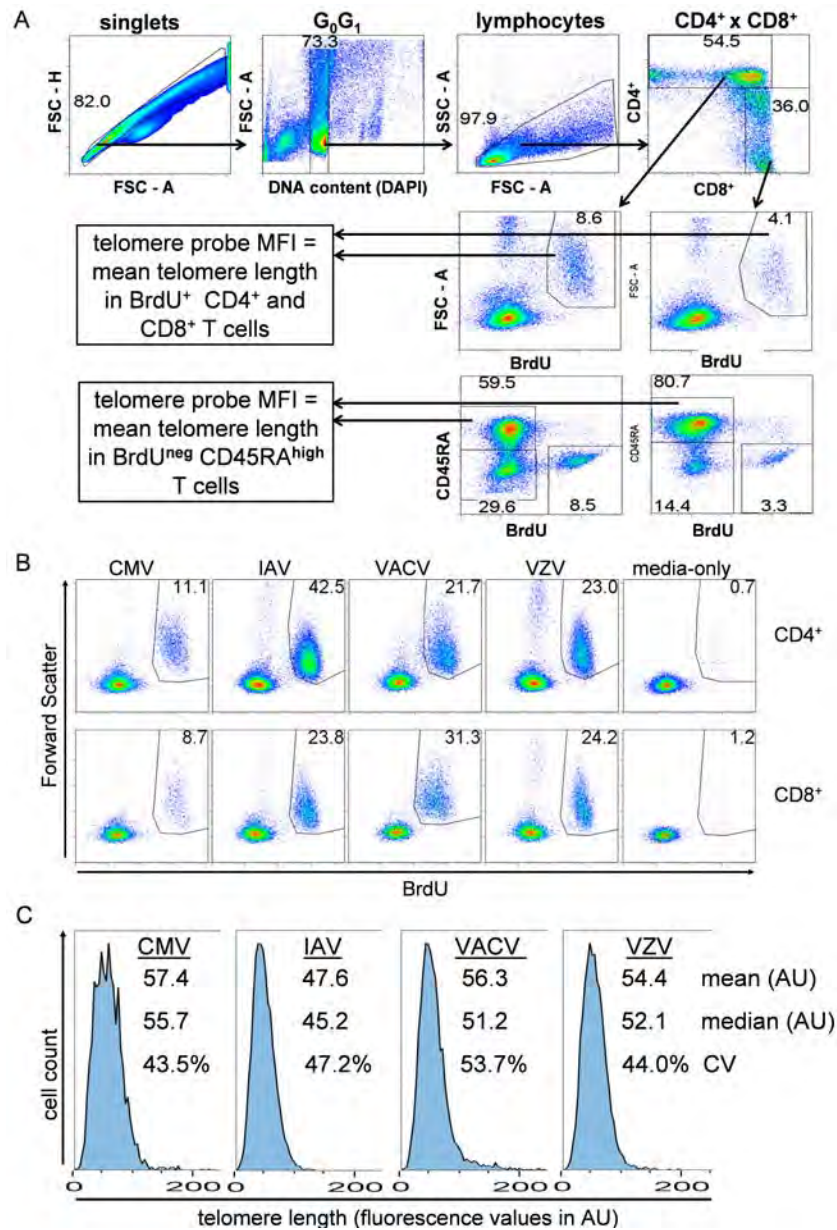 A
singlets
G0G1
lymphocytes
CD4+ x CD8+
FSC - H
82.0
FSC - A
FSC - A
73.3
DNA content (DAPI)
SSC - A
97.9
FSC - A
CD4+
54.5
36.0
CD8+
telomere probe MFI =
mean telomere length
in BrdU+ CD4+ and
CD8+ T cells
FSC - A
8.6
BrdU
FSC - A
4.1
BrdU
telomere probe MFI =
mean telomere length
in BrdUneg CD45RAhigh
T cells
CD45RA
59.5
29.6
8.5
BrdU
CD45RA
80.7
14.4
3.3
BrdU
B
CMV IAV VACV VZV media-only
11.1 42.5 21.7 23.0 0.7
CD4+
8.7 23.8 31.3 24.2 1.2
CD8+
Forward Scatter
BrdU
C
CMV IAV VACV VZV
57.4 47.6 56.3 54.4 mean (AU)
55.7 45.2 51.2 52.1 median (AU)
43.5% 47.2% 53.7% 44.0% CV
cell count
0 200 0 200 0 200 0 200
telomere length (fluorescence values in AU)